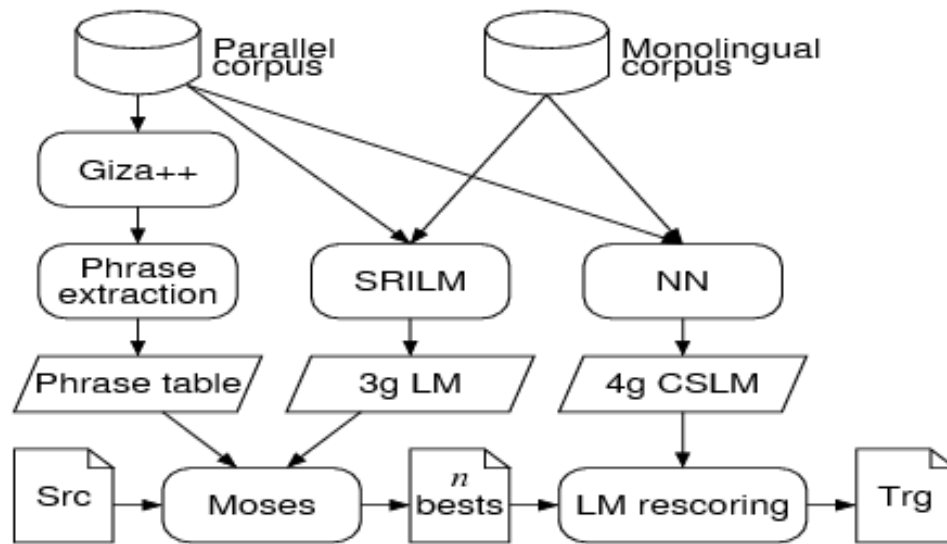 Parallel
corpus
Monolingual
corpus
Giza++
Phrase
extraction
SRILM
NN
Phrase table
3g LM
4g CSLM
Src
Moses
n
bests
LM rescoring
Trg